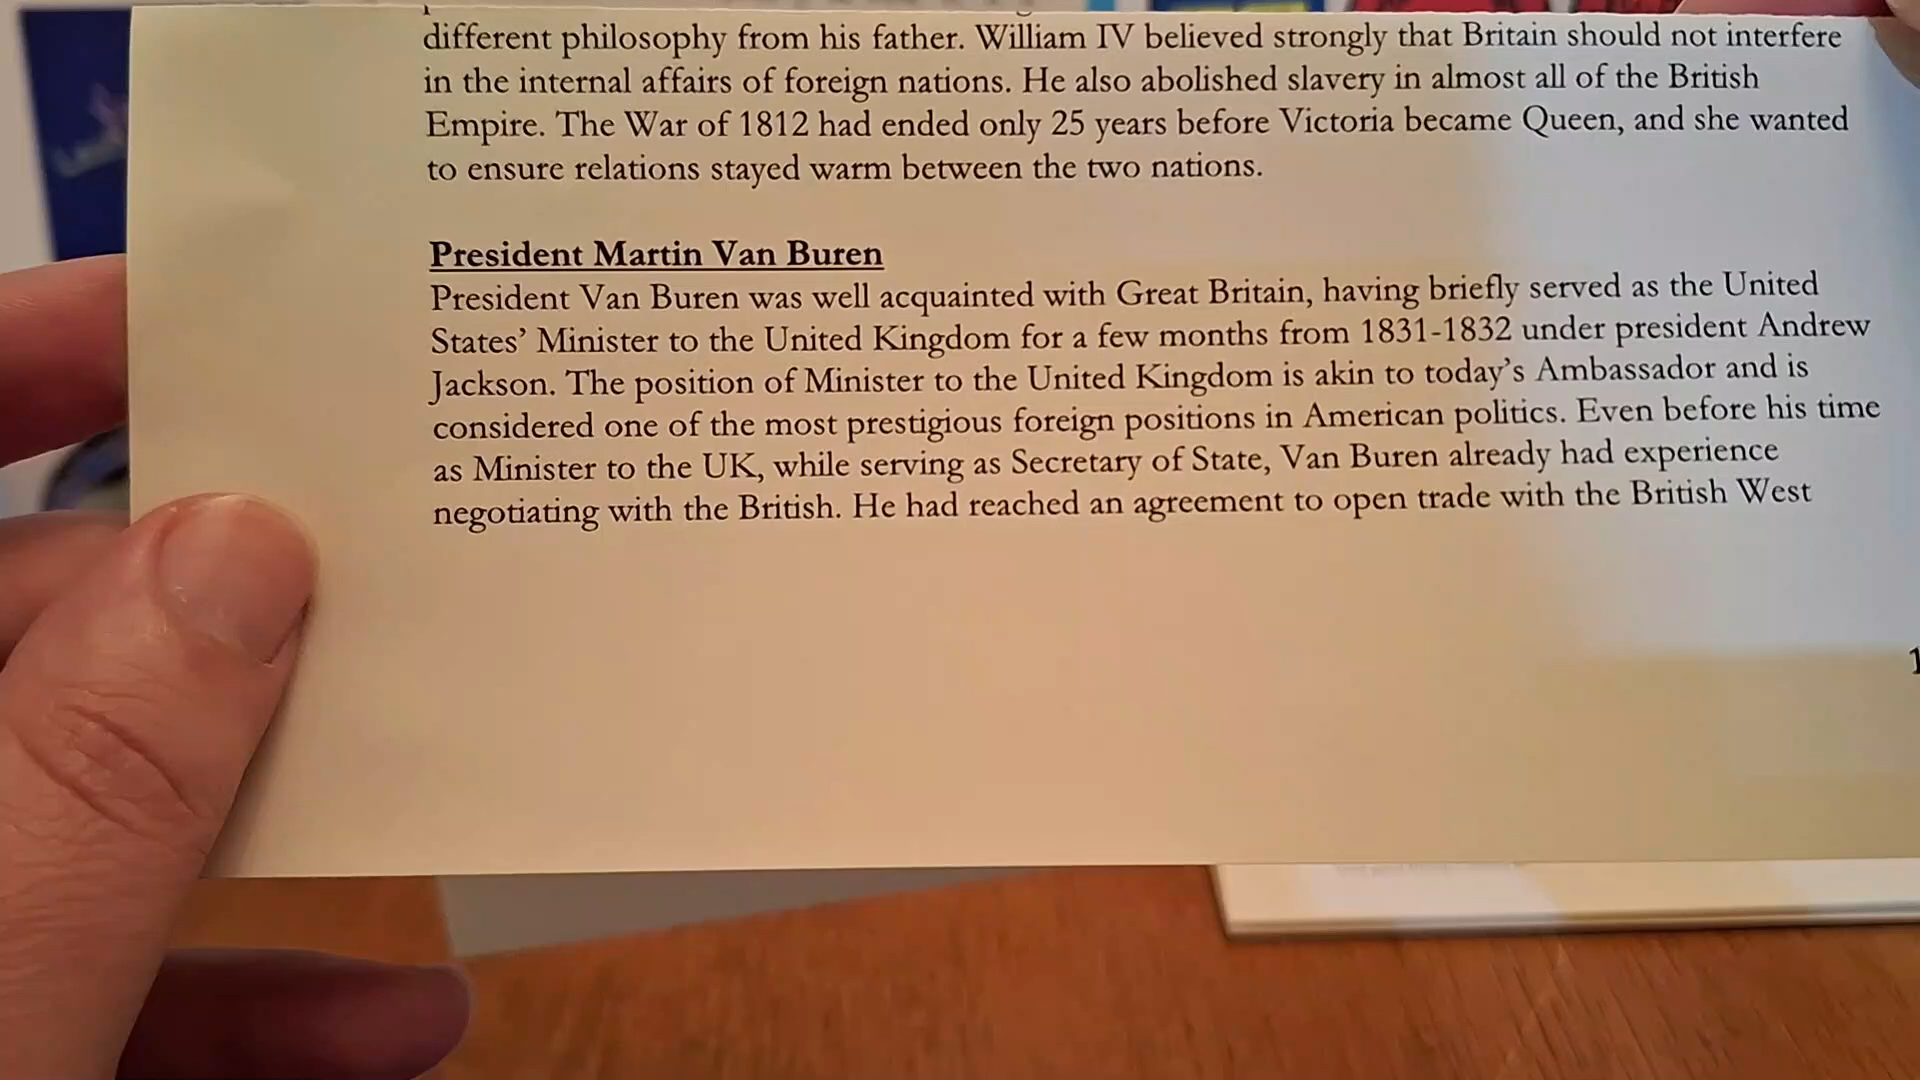 different philosophy from his father. William IV believed strongly that Britain should not interfere
in the internal affairs of foreign nations. He also abolished slavery in almost all of the British
Empire. The War of 1812 had ended only 25 years before Victoria became Queen, and she wanted
to ensure relations stayed warm between the two nations.
President Martin Van Buren
President Van Buren was well acquainted with Great Britain, having briefly served as the United
States’ Minister to the United Kingdom for a few months from 1831-1832 under president Andrew
Jackson. The position of Minister to the United Kingdom is akin to today’s Ambassador and is
considered one of the most prestigious foreign positions in American politics. Even before his time
as Minister to the UK, while serving as Secretary of State, Van Buren already had experience
negotiating with the British. He had reached an agreement to open trade with the British West